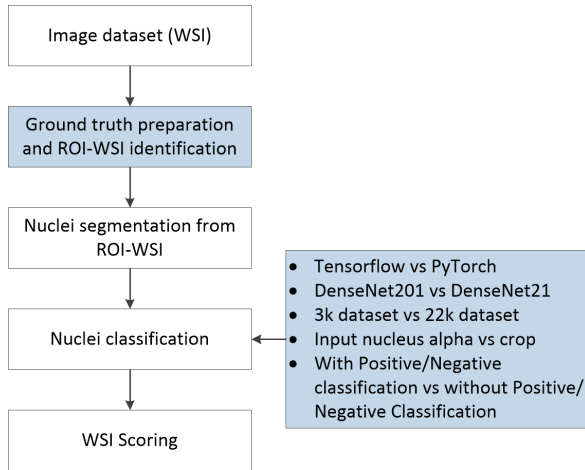 Image dataset (WSI)
Ground truth preparation
and ROI-WSI identification
Nuclei segmentation from
ROI-WSI
Nuclei classification
WSI Scoring
• Tensorflow vs PyTorch
• DenseNet201 vs DenseNet21
• 3k dataset vs 22k dataset
• Input nucleus alpha vs crop
• With Positive/Negative
classification vs without Positive/
Negative Classification